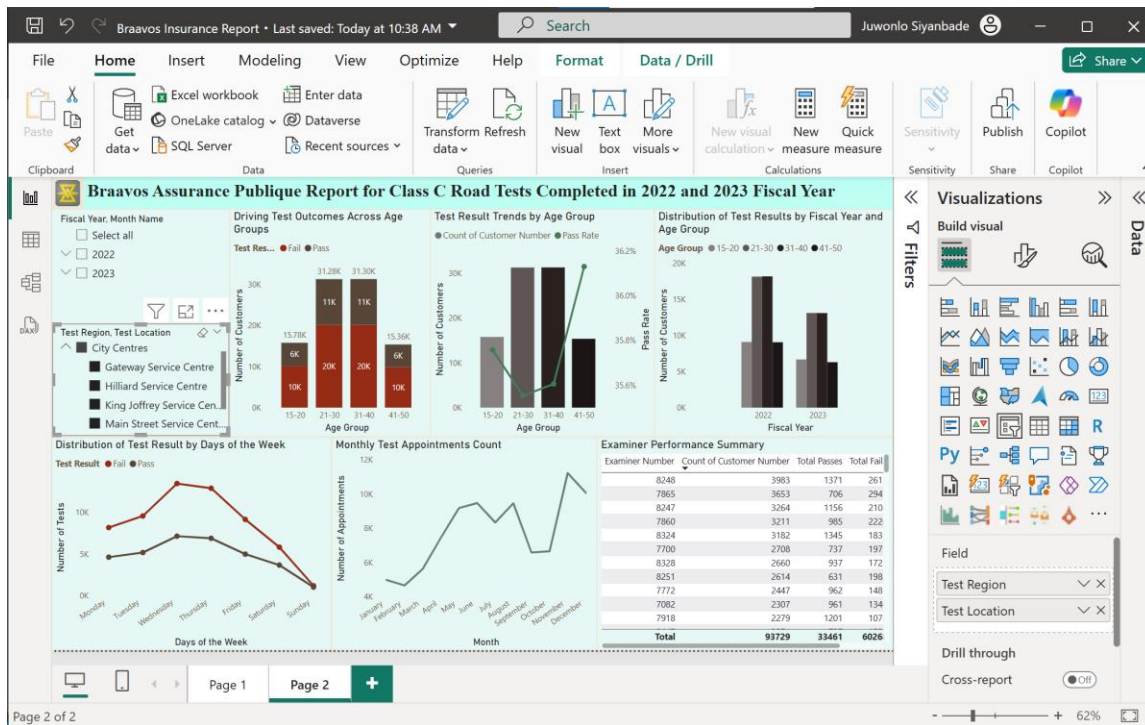 Braavos Insurance Report • Last saved: Today at 10:38 AM
Search
Juwonlo Siyanbade
File Home Insert Modeling View Optimize Help Format Data / Drill
Share
Paste
Get data
Excel workbook
OneLake catalog
SQL Server
Enter data
Dataverse
Recent sources
Transform data
Refresh
New visual
Text box
More visuals
New visual calculation
New measure
Quick measure
Sensitivity
Publish
Copilot
Clipboard Data Queries Insert Calculations Sensitivity Share Copilot
Braavos Assurance Publique Report for Class C Road Tests Completed in 2022 and 2023 Fiscal Year
Fiscal Year, Month Name
Select all
2022
2023
Test Region, Test Location
City Centres
Gateway Service Centre
Hilliard Service Centre
King Joffrey Service Cen...
Main Street Service Cent...
Driving Test Outcomes Across Age
Groups
Test Res... Fail Pass
Number of Customers
30K
20K
10K
0K
15.78K
31.28K
31.30K
15.36K
6K
11K
11K
6K
10K
20K
20K
10K
15-20 21-30 31-40 41-50
Age Group
Test Result Trends by Age Group
Count of Customer Number Pass Rate
Number of Customers
30K
20K
10K
0K
36.2%
36.0%
35.8%
35.6%
Pass Rate
15-20 21-30 31-40 41-50
Age Group
Distribution of Test Results by Fiscal Year and
Age Group
Age Group 15-20 21-30 31-40 41-50
Number of Customers
20K
15K
10K
5K
0K
2022 2023
Fiscal Year
Distribution of Test Result by Days of the Week
Test Result Fail Pass
Number of Tests
10K
5K
0K
Monday
Tuesday
Wednesday
Thursday
Friday
Saturday
Sunday
Days of the Week
Monthly Test Appointments Count
Number of Appointments
12K
10K
8K
6K
4K
January
February
March
April
May
June
July
August
September
October
November
December
Month
Examiner Performance Summary
Examiner Number Count of Customer Number Total Passes Total Fail
8248 3983 1371 261
7865 3653 706 294
8247 3264 1156 210
7860 3211 985 222
8324 3182 1345 183
7700 2708 737 197
8328 2660 937 172
8251 2614 631 198
7772 2447 962 148
7082 2307 961 134
7918 2279 1201 107
Total 93729 33461 6026
Filters
Visualizations
Build visual
Data
123
R
Py
Field
Test Region
Test Location
Drill through
Cross-report
Off
DAX
Page 1
Page 2
Page 2 of 2
62%